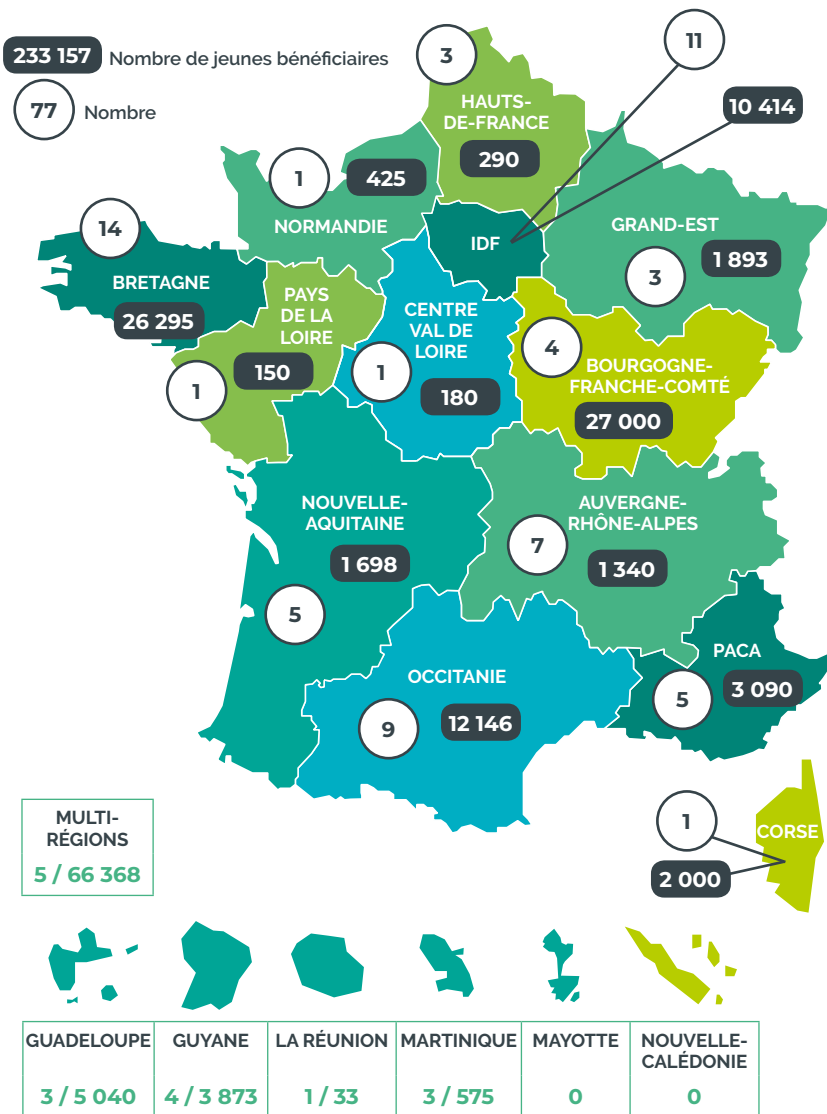 233 157 Nombre de jeunes bénéficiaires
77 Nombre
3
HAUTS-
DE-FRANCE
290
11
10 414
1
425
NORMANDIE
IDF
GRAND-EST
3
1 893
14
BRETAGNE
26 295
PAYS
DE LA
LOIRE
1
150
CENTRE
VAL DE
LOIRE
1
180
4
BOURGOGNE-
FRANCHE-COMTÉ
27 000
NOUVELLE-
AQUITAINE
1 698
5
AUVERGNE-
RHÔNE-ALPES
7
1 340
OCCITANIE
9
12 146
PACA
5
3 090
MULTI-
RÉGIONS
5 / 66 368
1
CORSE
2 000
GUADELOUPE
3 / 5 040
GUYANE
4 / 3 873
LA RÉUNION
1 / 33
MARTINIQUE
3 / 575
MAYOTTE
0
NOUVELLE-
CALÉDONIE
0